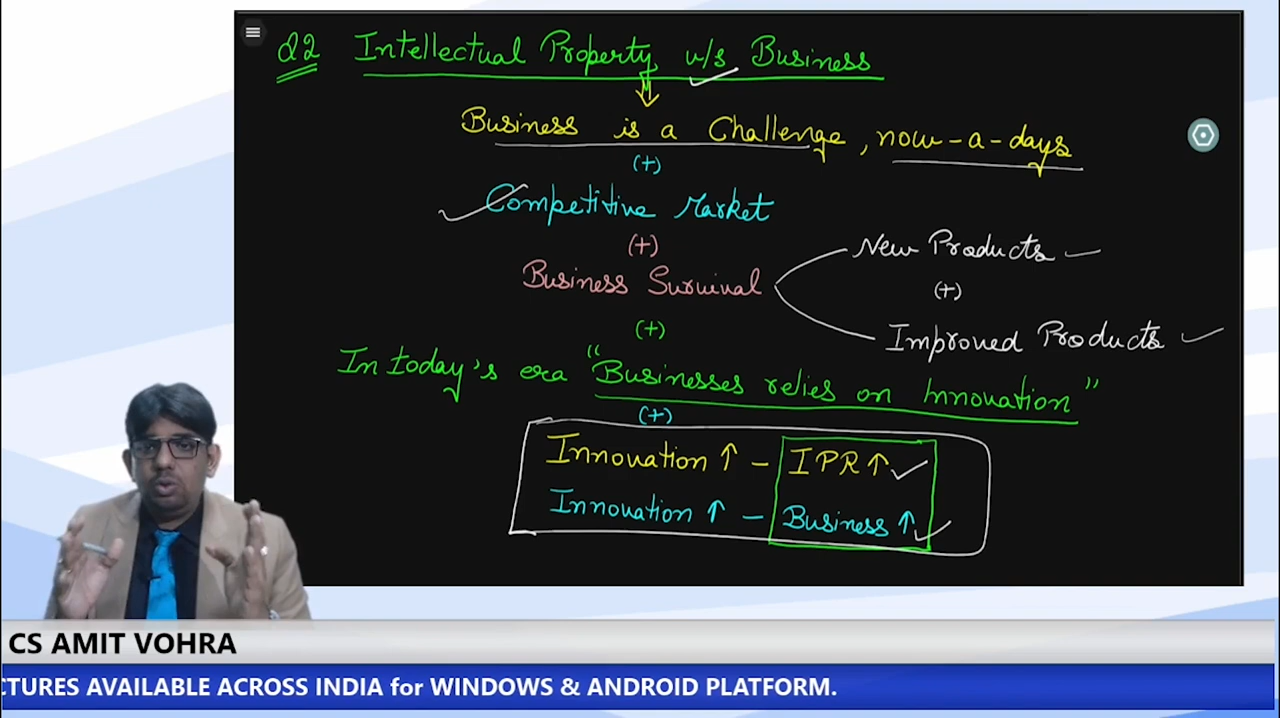 Q2 Intellectual Property v/s Business
Business is a Challenge, now-a-days
(+)
Competitive Market
(+)
New Products
Business Survival
(+)
Improved Products
(+)
In today's era "Businesses relies on Innovation"
(+)
Innovation ↑ - IPR ↑
Innovation ↑ - Business ↑
CS AMIT VOHRA
CTURES AVAILABLE ACROSS INDIA for WINDOWS & ANDROID PLATFORM.